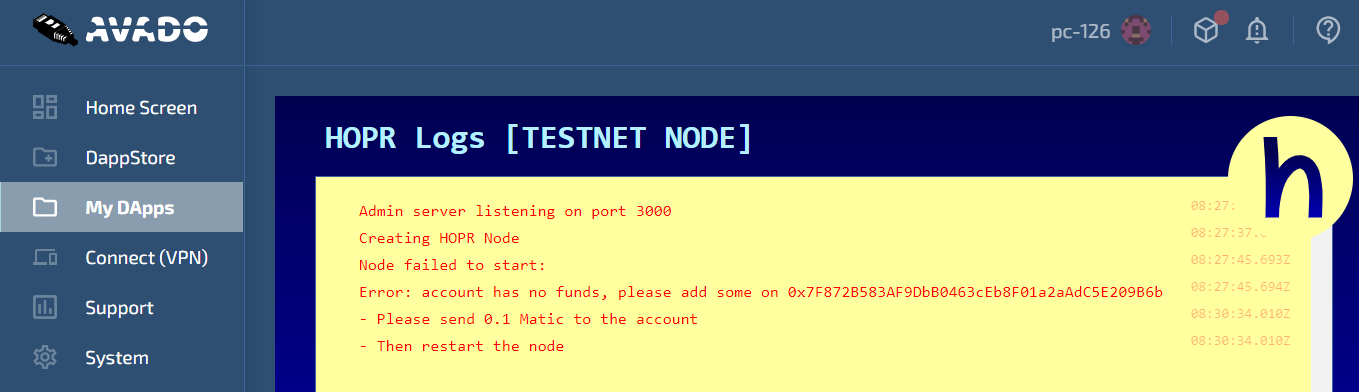 AVADO
pc-126
Home Screen
DappStore
My DApps
Connect (VPN)
Support
System
HOPR Logs [TESTNET NODE]
h
Admin server listening on port 3000 08:27:
Creating HOPR Node 08:27:37.
Node failed to start: 08:27:45.693Z
Error: account has no funds, please add some on 0x7F872B583AF9DbB0463cEb8F01a2aAdC5E209B6b 08:27:45.694Z
- Please send 0.1 Matic to the account 08:30:34.010Z
- Then restart the node 08:30:34.010Z